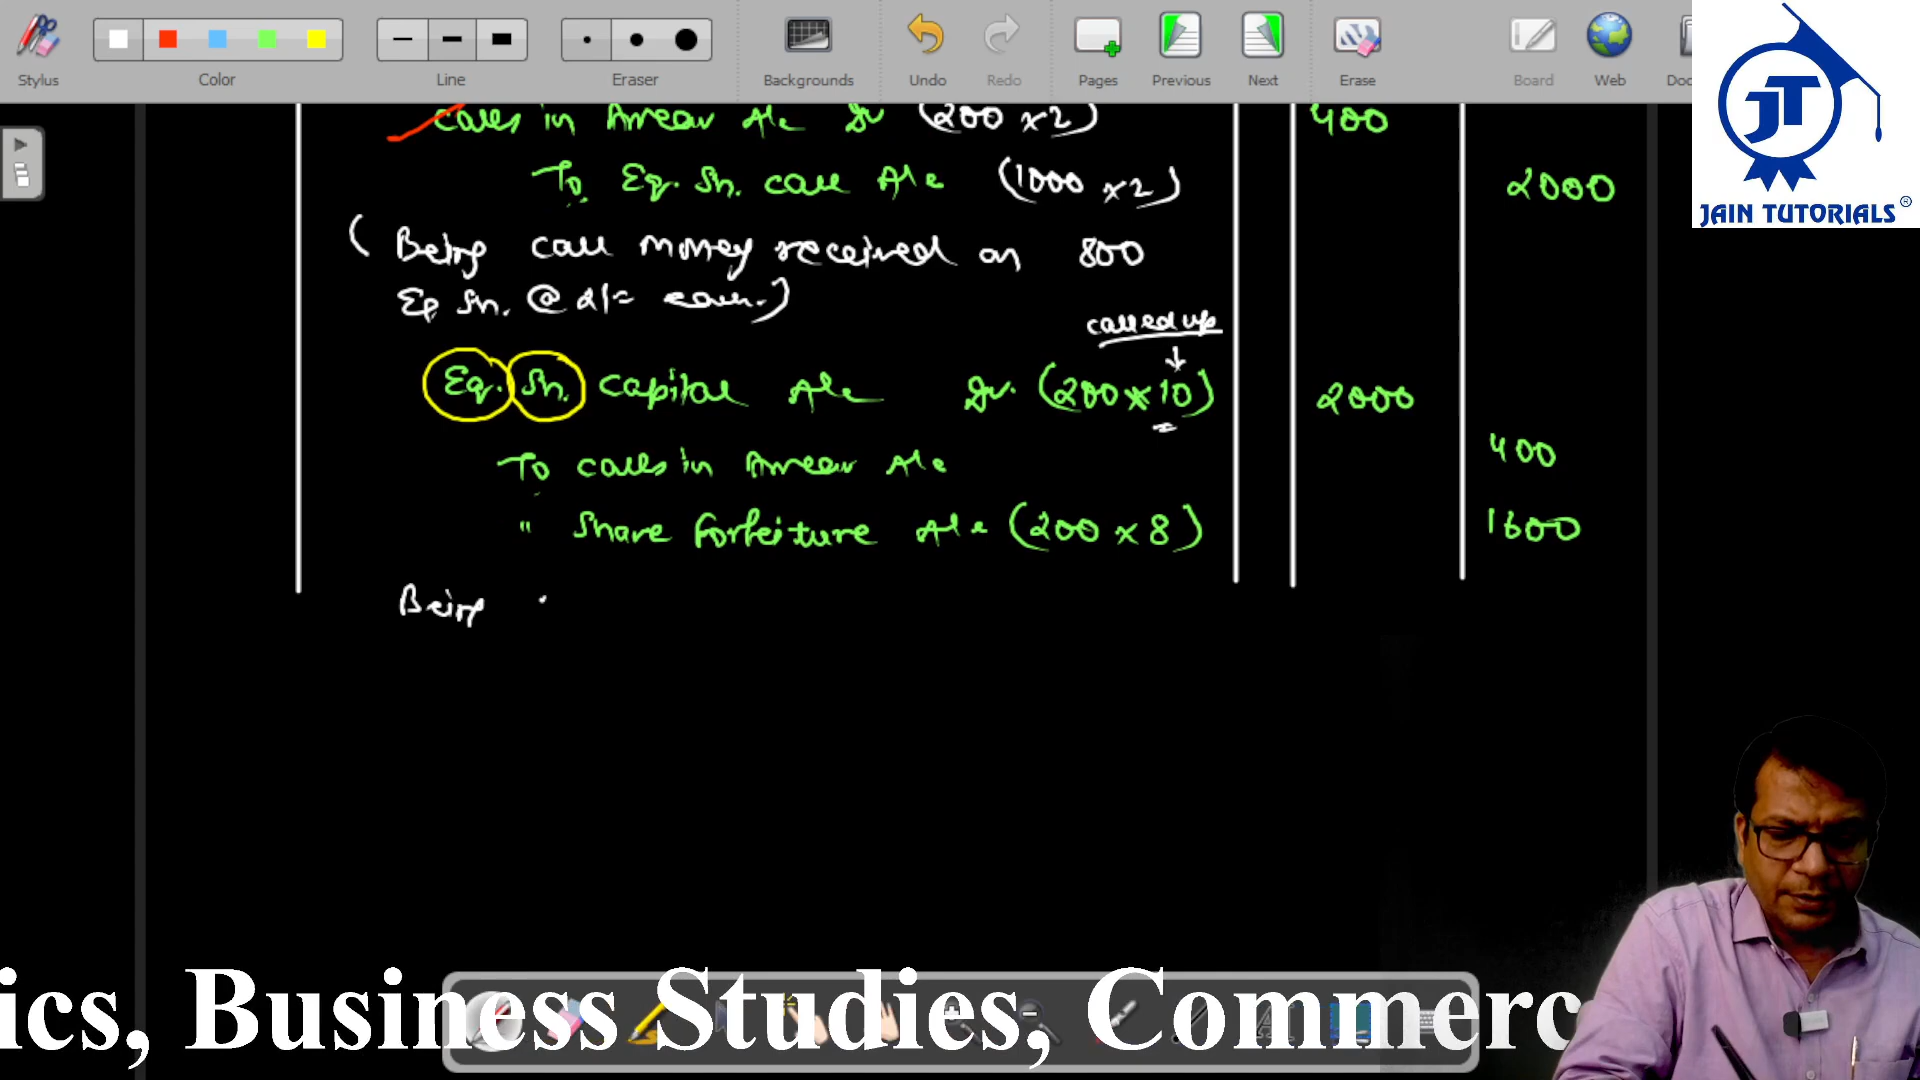 Stylus Color Line Eraser Backgrounds Undo Redo Pages Previous Next Erase Board Web
JT
JAIN TUTORIALS®
Calls in Arrear A/c Dr (200 x 2) 400
To Eq. Sh. call A/c (1000 x 2) 2000
( Being call money received on 800
Eq Sh. @ 2/= each.)
called up
Eq. Sh. Capital A/c Dr. (200 x 10) 2000
To calls in Arrear A/c 400
" Share Forfeiture A/c (200 x 8) 1600
Being
ics, Business Studies, Commerc